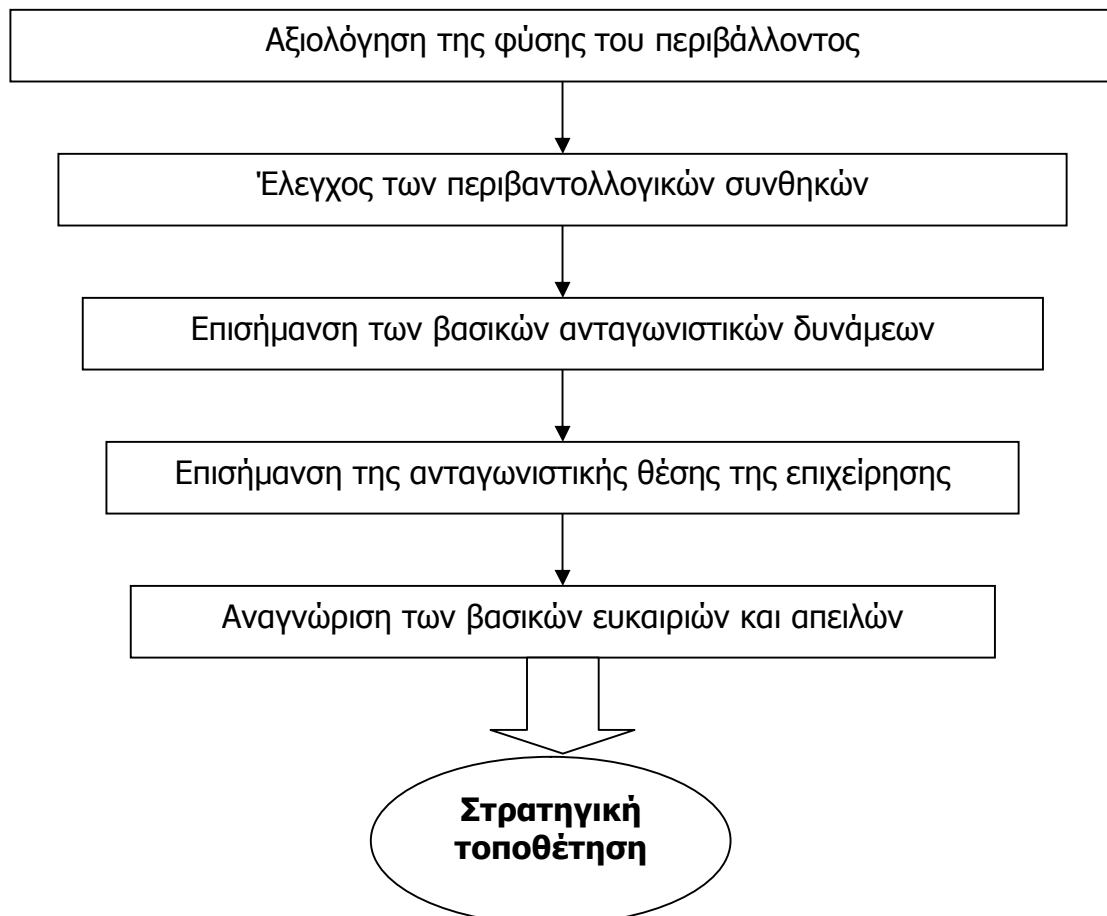 Αξιολόγηση της φύσης του περιβάλλοντος
Έλεγχος των περιβαντολλογικών συνθηκών
Επισήμανση των βασικών ανταγωνιστικών δυνάμεων
Επισήμανση της ανταγωνιστικής θέσης της επιχείρησης
Αναγνώριση των βασικών ευκαιριών και απειλών
Στρατηγική
τοποθέτηση